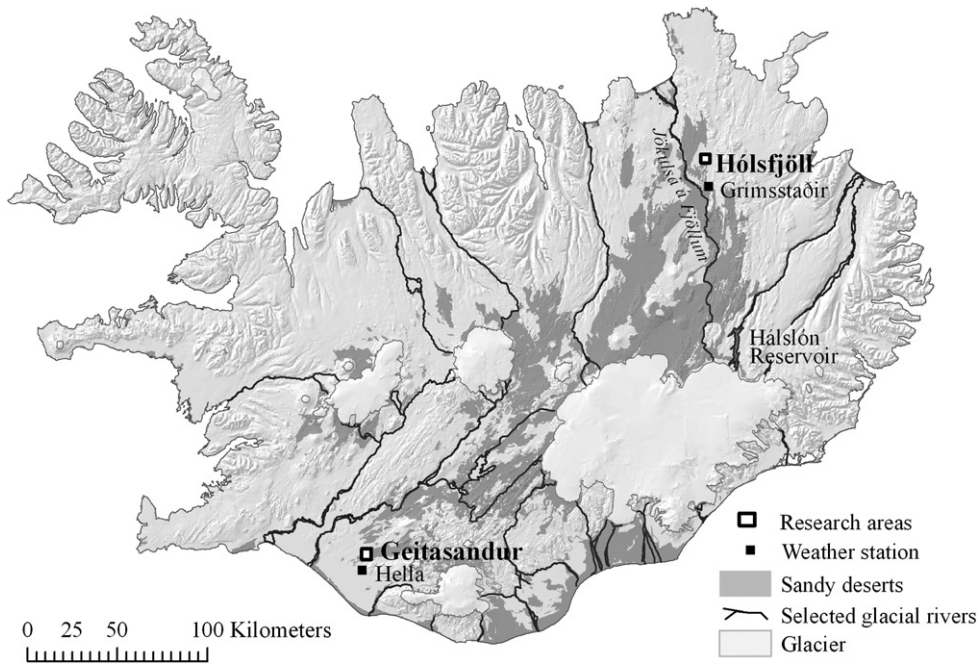 Hólsfjöll
Grímsstaðir
Jökulsá á Fjöllum
Hálslón
Reservoir
Geitasandur
Hella
Research areas
Weather station
Sandy deserts
Selected glacial rivers
Glacier
0 25 50 100 Kilometers